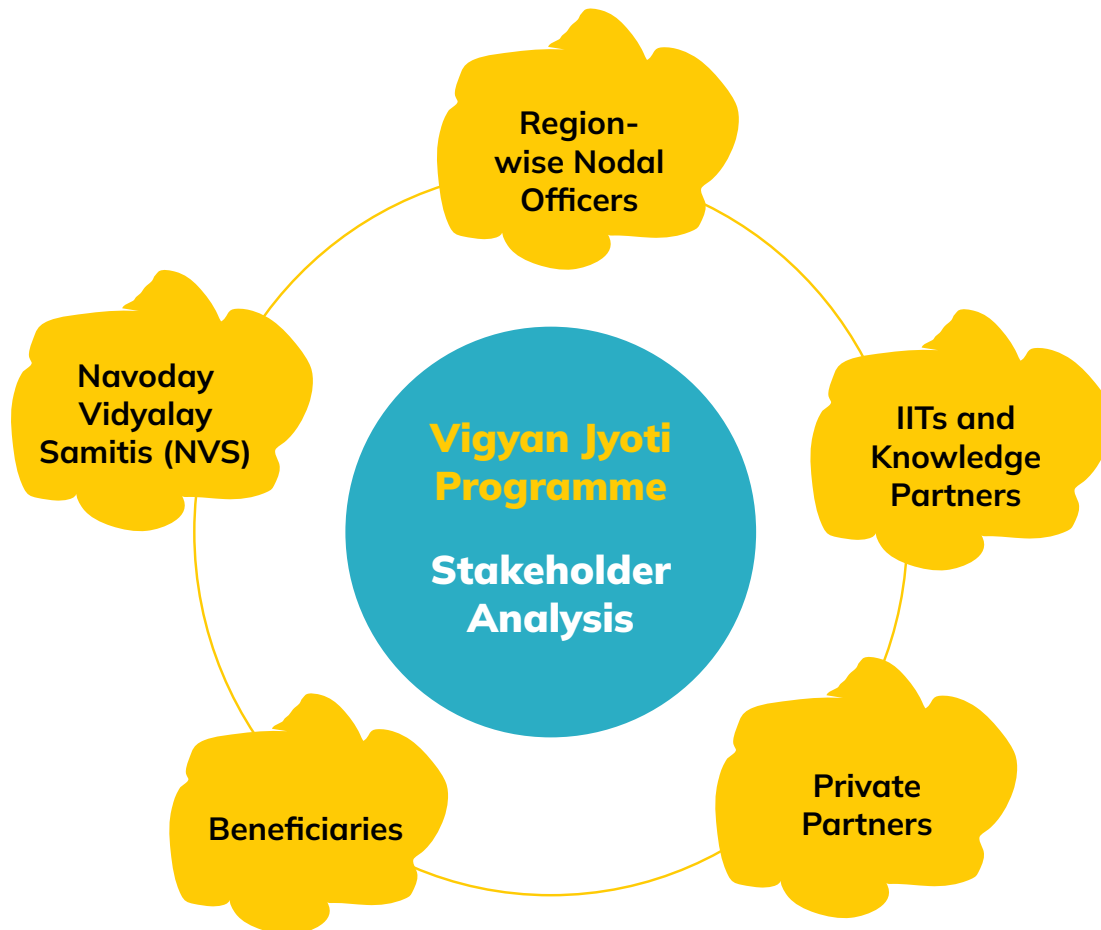 Region-
wise Nodal
Officers
Navoday
Vidyalay
Samitis (NVS)
IITs and
Knowledge
Partners
Vigyan Jyoti
Programme
Stakeholder
Analysis
Beneficiaries
Private
Partners